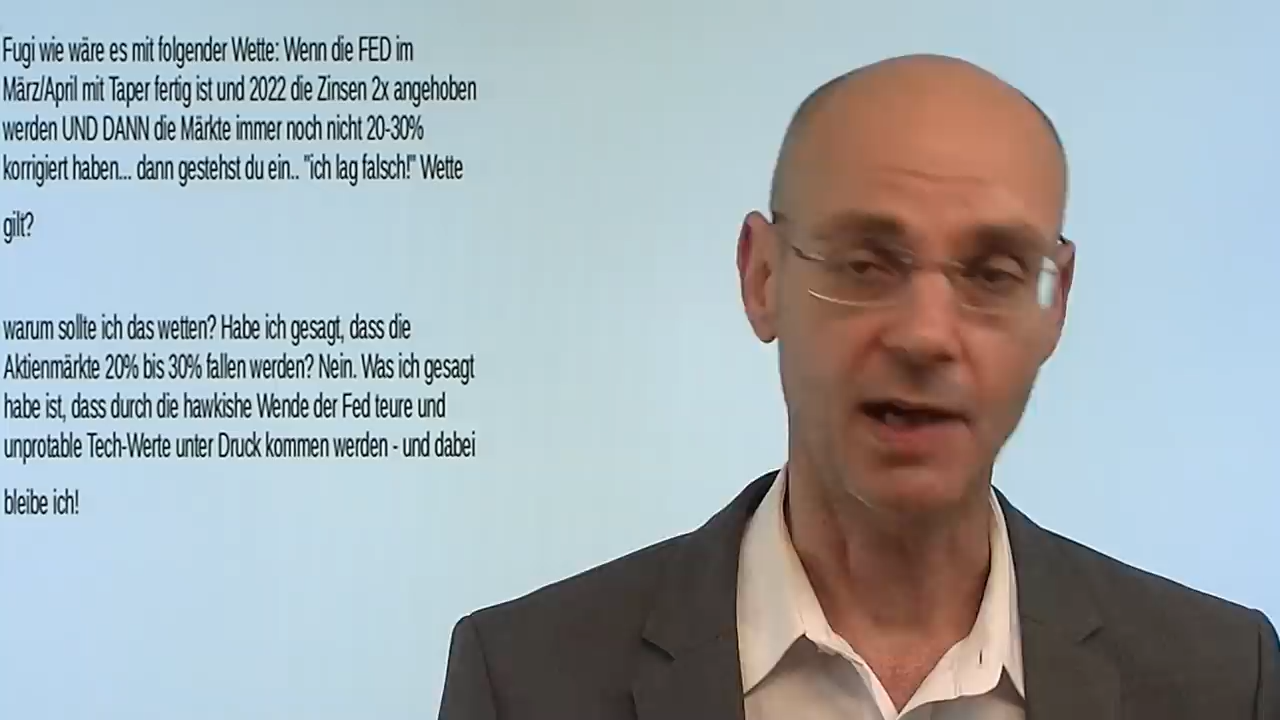 Fugi wie wäre es mit folgender Wette: Wenn die FED im
März/April mit Taper fertig ist und 2022 die Zinsen 2x angehoben
werden UND DANN die Märkte immer noch nicht 20-30%
korrigiert haben... dann gestehst du ein.. "ich lag falsch!" Wette
gilt?
warum sollte ich das wetten? Habe ich gesagt, dass die
Aktienmärkte 20% bis 30% fallen werden? Nein. Was ich gesagt
habe ist, dass durch die hawkishe Wende der Fed teure und
unprotable Tech-Werte unter Druck kommen werden - und dabei
bleibe ich!